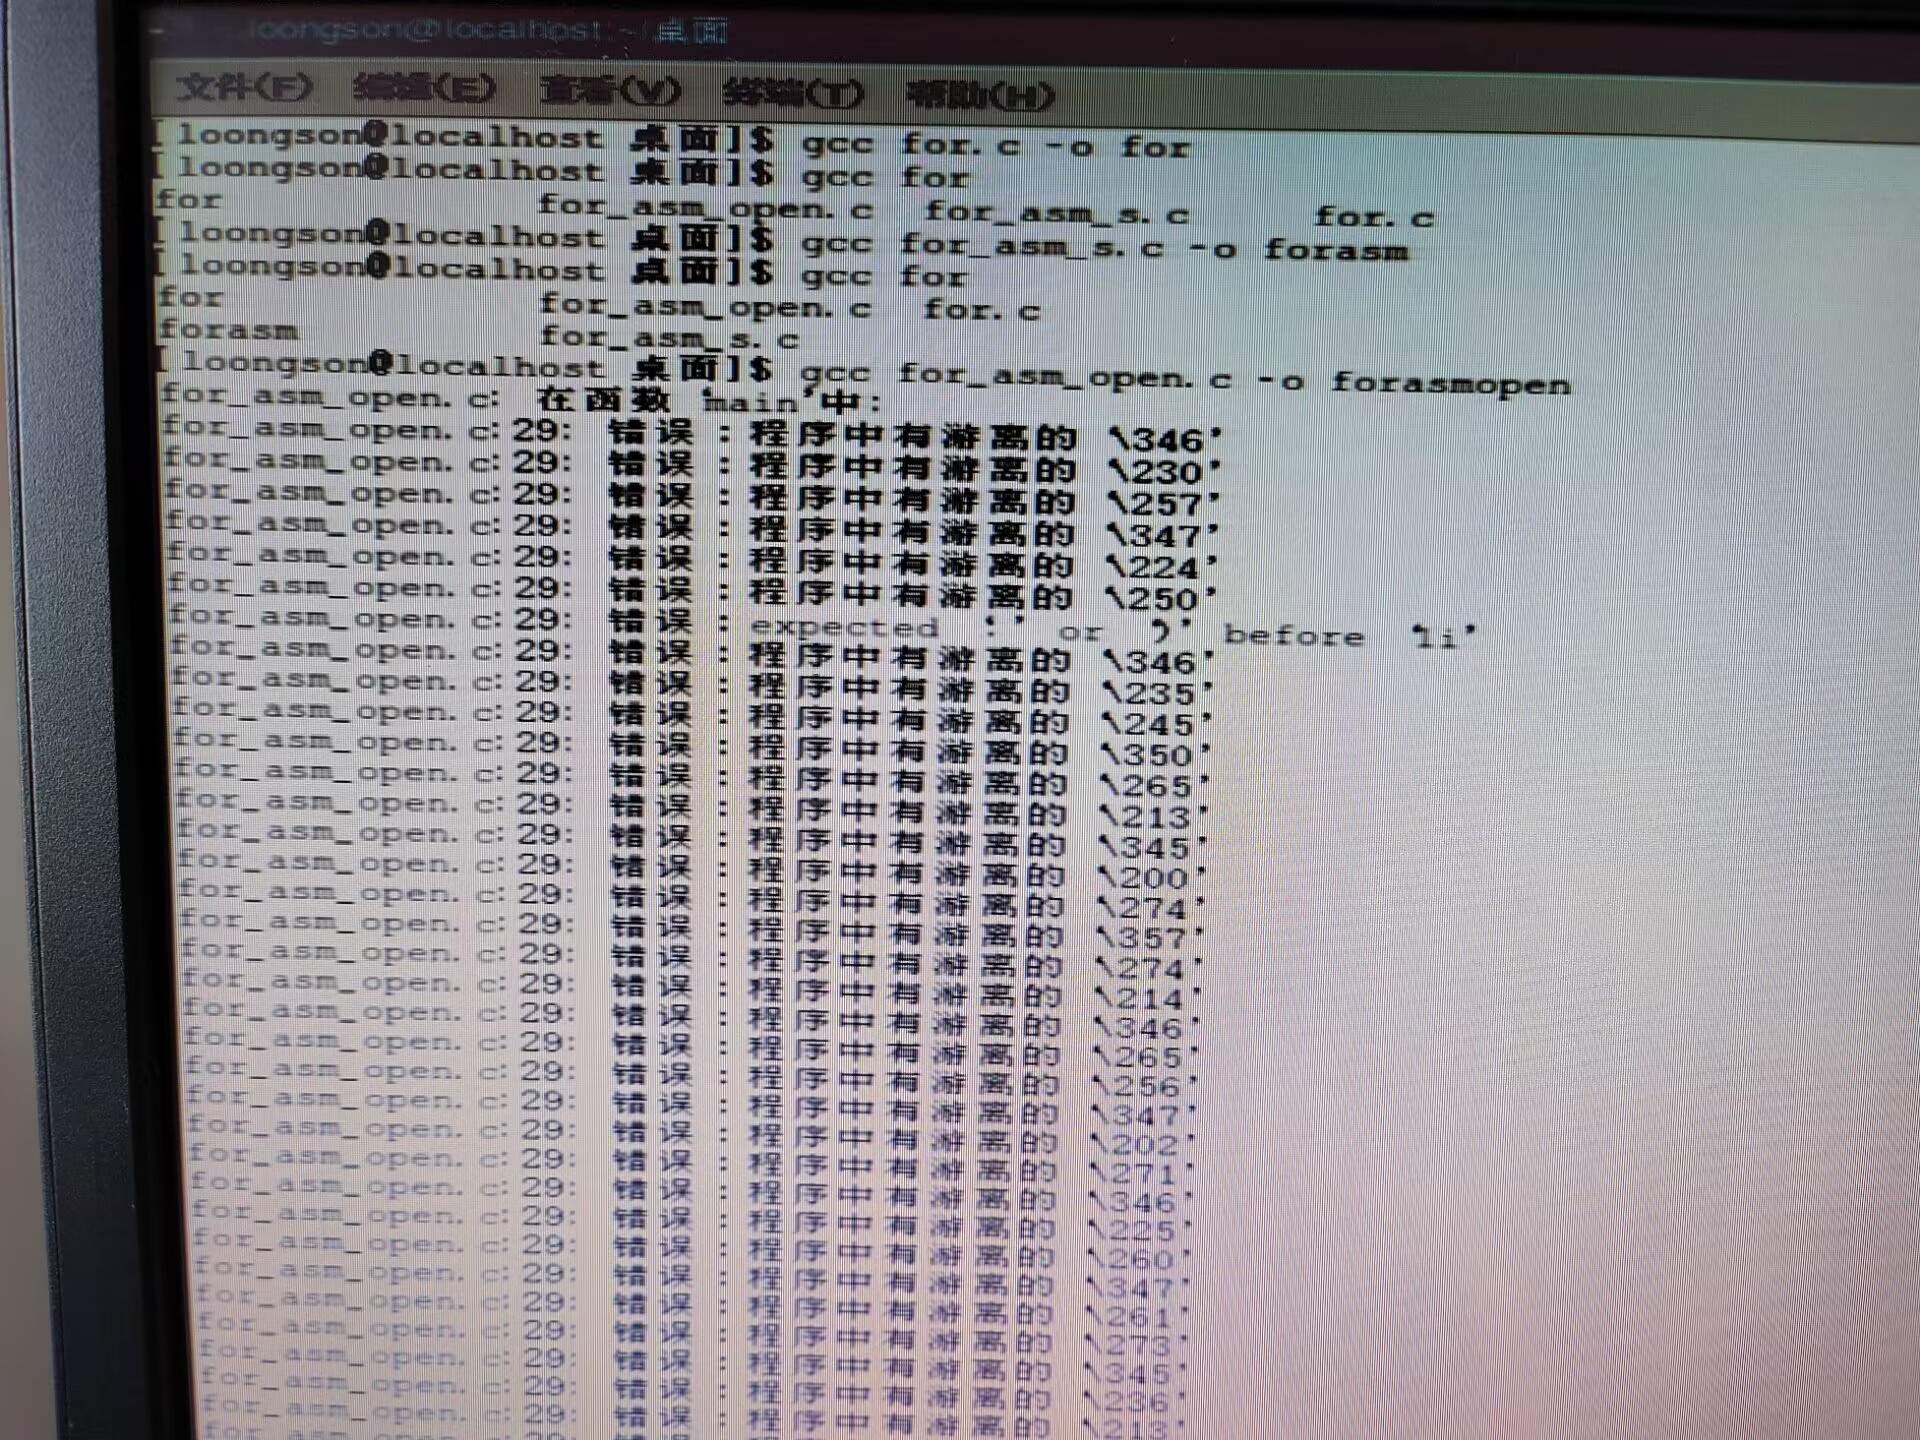 loongson@localhost:~/桌面
文件(F) 编辑(E) 查看(V) 终端(T) 帮助(H)
[loongson@localhost 桌面]$ gcc for.c -o for
[loongson@localhost 桌面]$ gcc for
for for_asm_open.c for_asm_s.c for.c
[loongson@localhost 桌面]$ gcc for_asm_s.c -o forasm
[loongson@localhost 桌面]$ gcc for
for for_asm_open.c for.c
forasm for_asm_s.c
[loongson@localhost 桌面]$ gcc for_asm_open.c -o forasmopen
for_asm_open.c: 在函数 ‘main’中:
for_asm_open.c:29: 错误:程序中有游离的 ‘\346’
for_asm_open.c:29: 错误:程序中有游离的 ‘\230’
for_asm_open.c:29: 错误:程序中有游离的 ‘\257’
for_asm_open.c:29: 错误:程序中有游离的 ‘\347’
for_asm_open.c:29: 错误:程序中有游离的 ‘\224’
for_asm_open.c:29: 错误:程序中有游离的 ‘\250’
for_asm_open.c:29: 错误:expected ‘:’ or ‘)’ before ‘li’
for_asm_open.c:29: 错误:程序中有游离的 ‘\346’
for_asm_open.c:29: 错误:程序中有游离的 ‘\235’
for_asm_open.c:29: 错误:程序中有游离的 ‘\245’
for_asm_open.c:29: 错误:程序中有游离的 ‘\350’
for_asm_open.c:29: 错误:程序中有游离的 ‘\265’
for_asm_open.c:29: 错误:程序中有游离的 ‘\213’
for_asm_open.c:29: 错误:程序中有游离的 ‘\345’
for_asm_open.c:29: 错误:程序中有游离的 ‘\200’
for_asm_open.c:29: 错误:程序中有游离的 ‘\274’
for_asm_open.c:29: 错误:程序中有游离的 ‘\357’
for_asm_open.c:29: 错误:程序中有游离的 ‘\274’
for_asm_open.c:29: 错误:程序中有游离的 ‘\214’
for_asm_open.c:29: 错误:程序中有游离的 ‘\346’
for_asm_open.c:29: 错误:程序中有游离的 ‘\265’
for_asm_open.c:29: 错误:程序中有游离的 ‘\256’
for_asm_open.c:29: 错误:程序中有游离的 ‘\347’
for_asm_open.c:29: 错误:程序中有游离的 ‘\202’
for_asm_open.c:29: 错误:程序中有游离的 ‘\271’
for_asm_open.c:29: 错误:程序中有游离的 ‘\346’
for_asm_open.c:29: 错误:程序中有游离的 ‘\225’
for_asm_open.c:29: 错误:程序中有游离的 ‘\260’
for_asm_open.c:29: 错误:程序中有游离的 ‘\347’
for_asm_open.c:29: 错误:程序中有游离的 ‘\261’
for_asm_open.c:29: 错误:程序中有游离的 ‘\273’
for_asm_open.c:29: 错误:程序中有游离的 ‘\345’
for_asm_open.c:29: 错误:程序中有游离的 ‘\236’
for_asm_open.c:29: 错误:程序中有游离的 ‘\213’